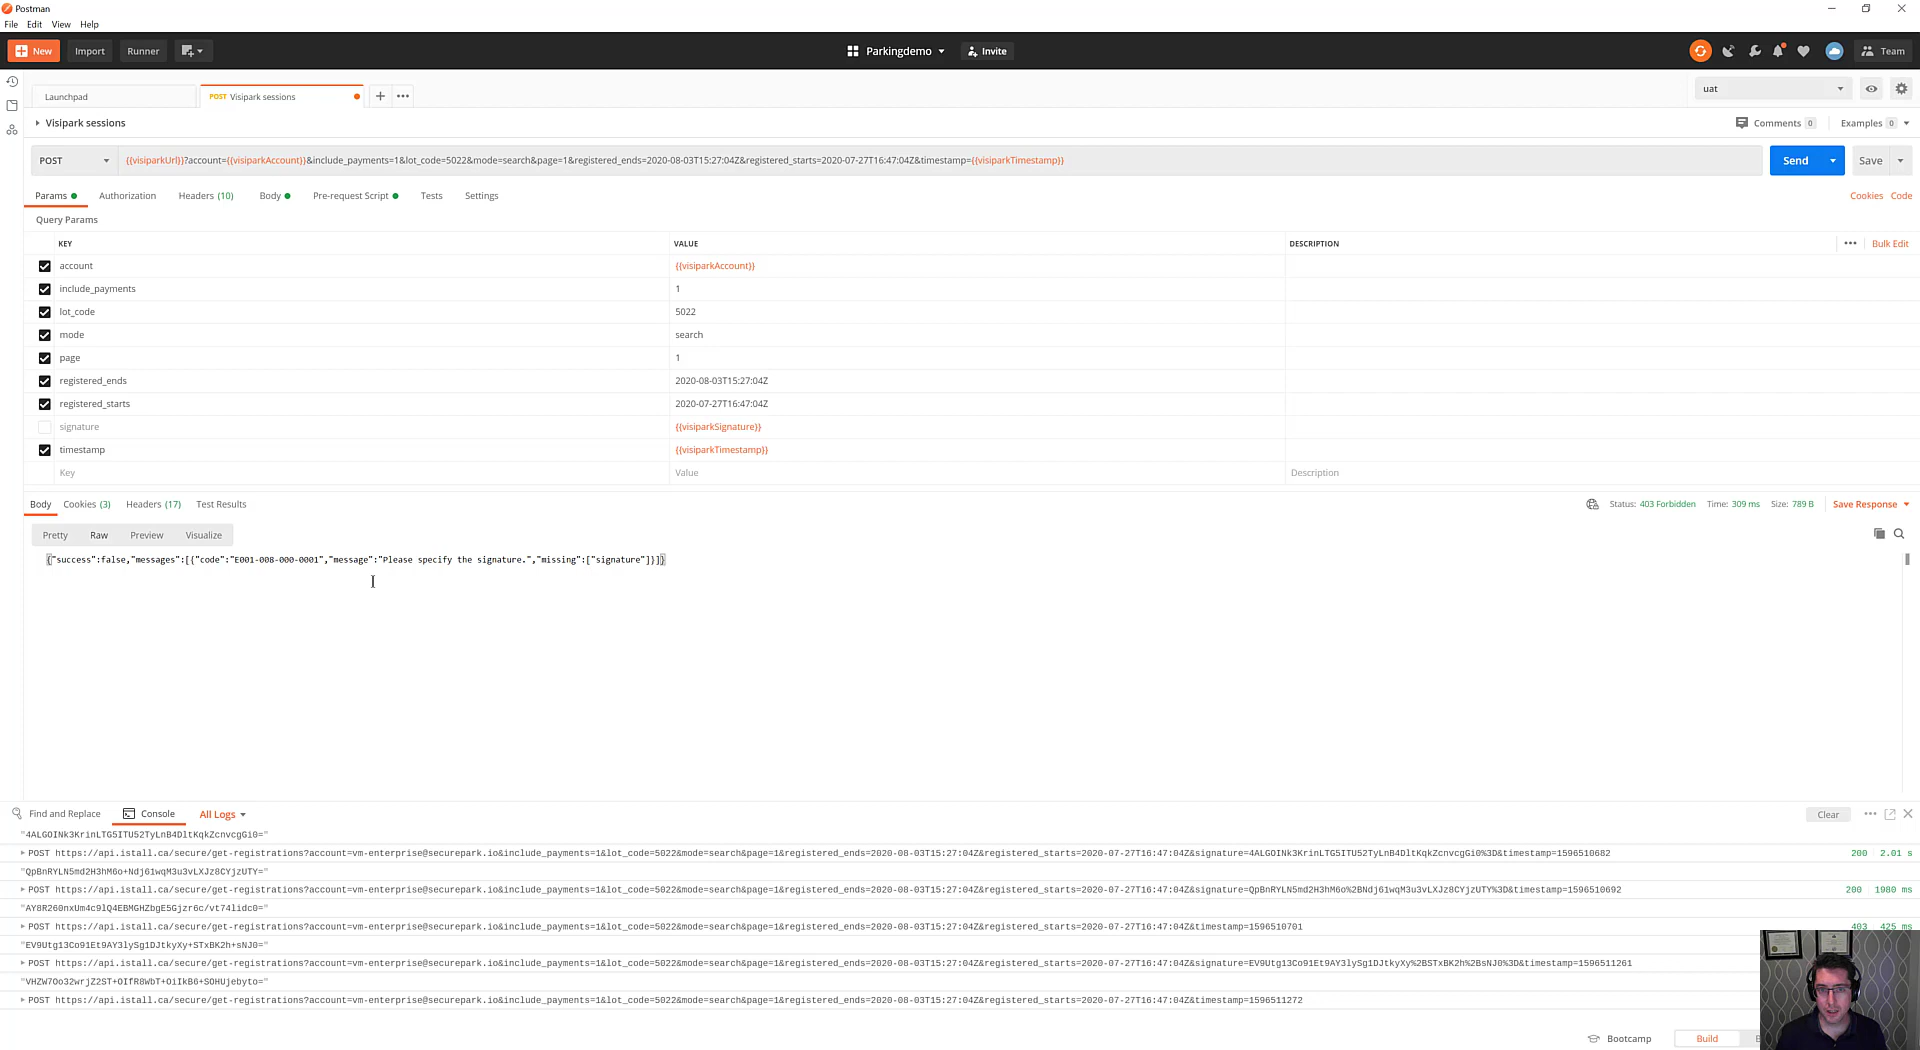 Postman
File Edit View Help
New Import Runner Parkingdemo Invite Team
Launchpad POST Visipark sessions uat
Visipark sessions Comments 0 Examples 0
POST {{visiparkUrl}}?account={{visiparkAccount}}&include_payments=1&lot_code=5022&mode=search&page=1&registered_ends=2020-08-03T15:27:04Z&registered_starts=2020-07-27T16:47:04Z&timestamp={{visiparkTimestamp}} Send Save
Params Authorization Headers (10) Body Pre-request Script Tests Settings Cookies Code
Query Params
KEY VALUE DESCRIPTION Bulk Edit
account {{visiparkAccount}}
include_payments 1
lot_code 5022
mode search
page 1
registered_ends 2020-08-03T15:27:04Z
registered_starts 2020-07-27T16:47:04Z
signature {{visiparkSignature}}
timestamp {{visiparkTimestamp}}
Key Value Description
Body Cookies (3) Headers (17) Test Results Status: 403 Forbidden Time: 309 ms Size: 789 B Save Response
Pretty Raw Preview Visualize
{"success":false,"messages":[{"code":"E001-008-000-0001","message":"Please specify the signature.","missing":["signature"]}]}
Find and Replace Console All Logs Clear
"4ALGOINk3KrinLTG5ITU52TyLnB4DltKqkZcnvcgGi0="
POST https://api.istall.ca/secure/get-registrations?account=vm-enterprise@securepark.io&include_payments=1&lot_code=5022&mode=search&page=1&registered_ends=2020-08-03T15:27:04Z&registered_starts=2020-07-27T16:47:04Z&signature=4ALGOINk3KrinLTG5ITU52TyLnB4DltKqkZcnvcgGi0%3D&timestamp=1596510682 200 2.01 s
"QpBnRYLN5md2H3hM6o+Ndj61wqM3u3vLXJz8CYjzUTY="
POST https://api.istall.ca/secure/get-registrations?account=vm-enterprise@securepark.io&include_payments=1&lot_code=5022&mode=search&page=1&registered_ends=2020-08-03T15:27:04Z&registered_starts=2020-07-27T16:47:04Z&signature=QpBnRYLN5md2H3hM6o%2BNdj61wqM3u3vLXJz8CYjzUTY%3D&timestamp=1596510692 200 1980 ms
"AY8R260nxUm4c9lQ4EBMGHZbgE5Gjzr6c/vt74lidc0="
POST https://api.istall.ca/secure/get-registrations?account=vm-enterprise@securepark.io&include_payments=1&lot_code=5022&mode=search&page=1&registered_ends=2020-08-03T15:27:04Z&registered_starts=2020-07-27T16:47:04Z&timestamp=1596510701 403 425 ms
"EV9Utg13Co91Et9AY3lySg1DJtkyXy+STxBK2h+sNJ0="
POST https://api.istall.ca/secure/get-registrations?account=vm-enterprise@securepark.io&include_payments=1&lot_code=5022&mode=search&page=1&registered_ends=2020-08-03T15:27:04Z&registered_starts=2020-07-27T16:47:04Z&signature=EV9Utg13Co91Et9AY3lySg1DJtkyXy%2BSTxBK2h%2BsNJ0%3D&timestamp=1596511261
"VHZW7Oo32wrjZ2ST+OIfR8WbT+OiIkB6+SOHUjebyto="
POST https://api.istall.ca/secure/get-registrations?account=vm-enterprise@securepark.io&include_payments=1&lot_code=5022&mode=search&page=1&registered_ends=2020-08-03T15:27:04Z&registered_starts=2020-07-27T16:47:04Z&timestamp=1596511272
Bootcamp Build